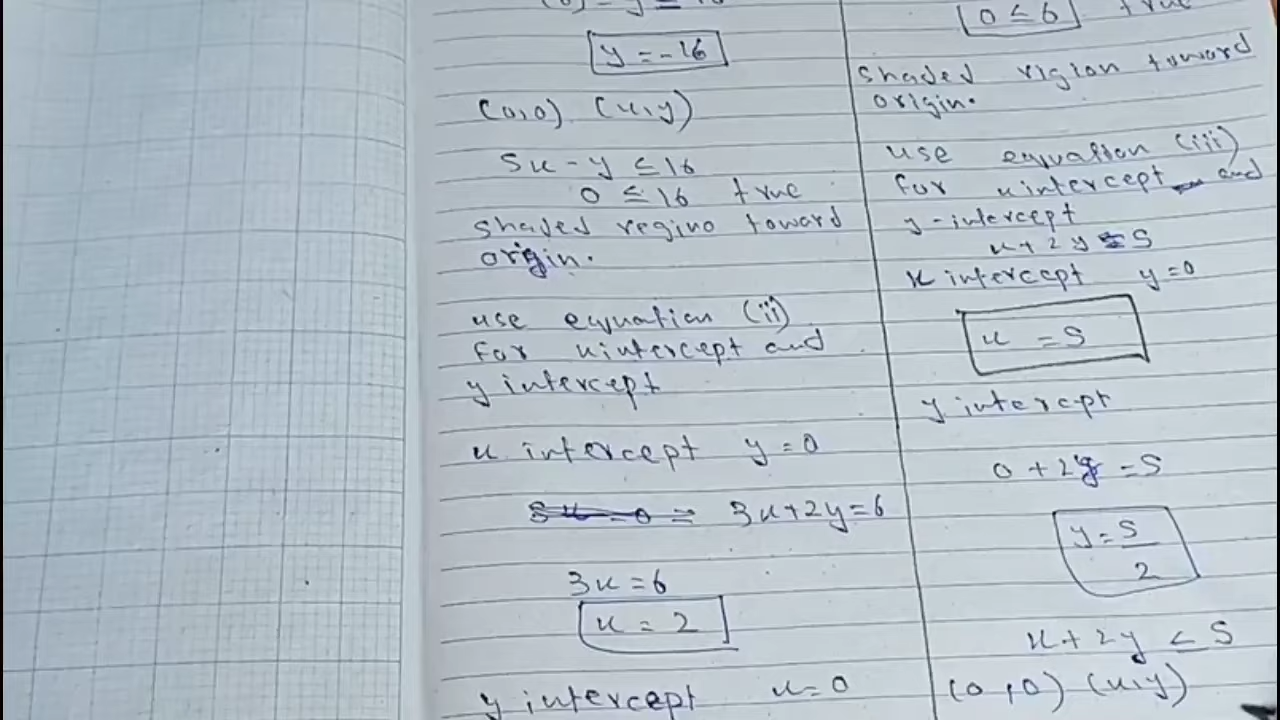 y = -16
(0,0) (x,y)
5x - y ≤ 16
0 ≤ 16 true
shaded regino toward
origin.
use equation (ii)
for xintercept and
y intercept
x intercept y = 0
3x+2y=6
3x = 6
x = 2
y intercept x=0
0 ≤ 6 true
shaded rigion toward
origin.
use equation (iii)
for xintercept and
y-intercept
x+2y = 5
x intercept y=0
x = 5
y intercept
0 + 2y = 5
y = 5/2
x + 2y ≤ 5
(0,0) (x,y)